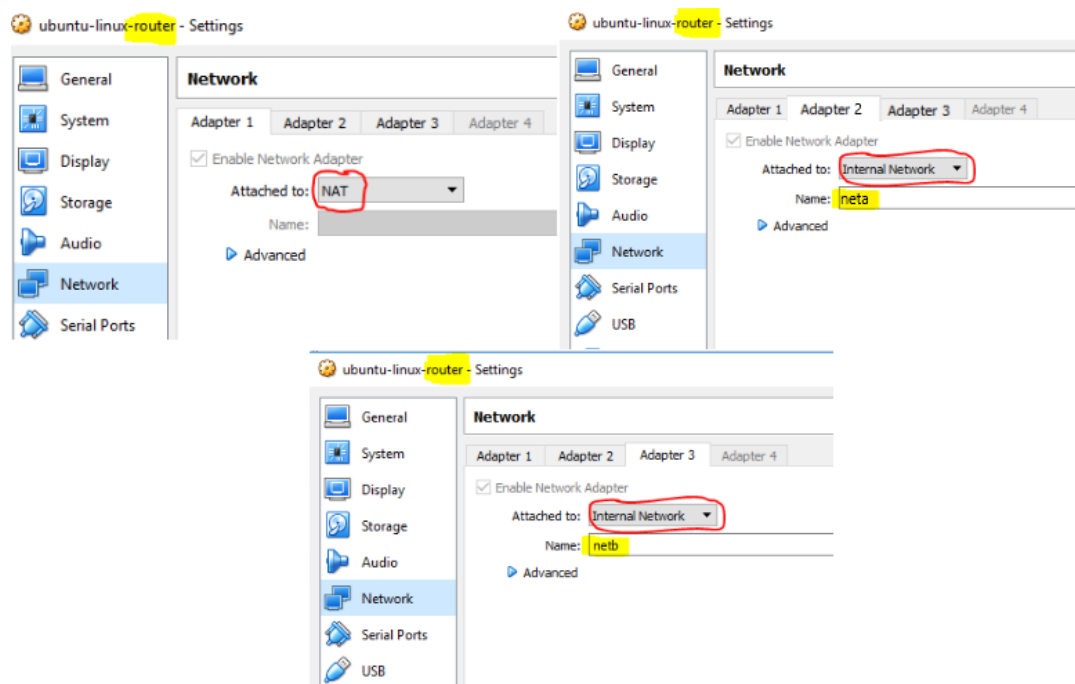 ubuntu-linux-router - Settings
General
System
Display
Storage
Audio
Network
Serial Ports
Network
Adapter 1 Adapter 2 Adapter 3 Adapter 4
Enable Network Adapter
Attached to: NAT
Name:
Advanced
ubuntu-linux-router - Settings
General
System
Display
Storage
Audio
Network
Serial Ports
USB
Network
Adapter 1 Adapter 2 Adapter 3 Adapter 4
Enable Network Adapter
Attached to: Internal Network
Name: neta
Advanced
ubuntu-linux-router - Settings
General
System
Display
Storage
Audio
Network
Serial Ports
USB
Network
Adapter 1 Adapter 2 Adapter 3 Adapter 4
Enable Network Adapter
Attached to: Internal Network
Name: netb
Advanced